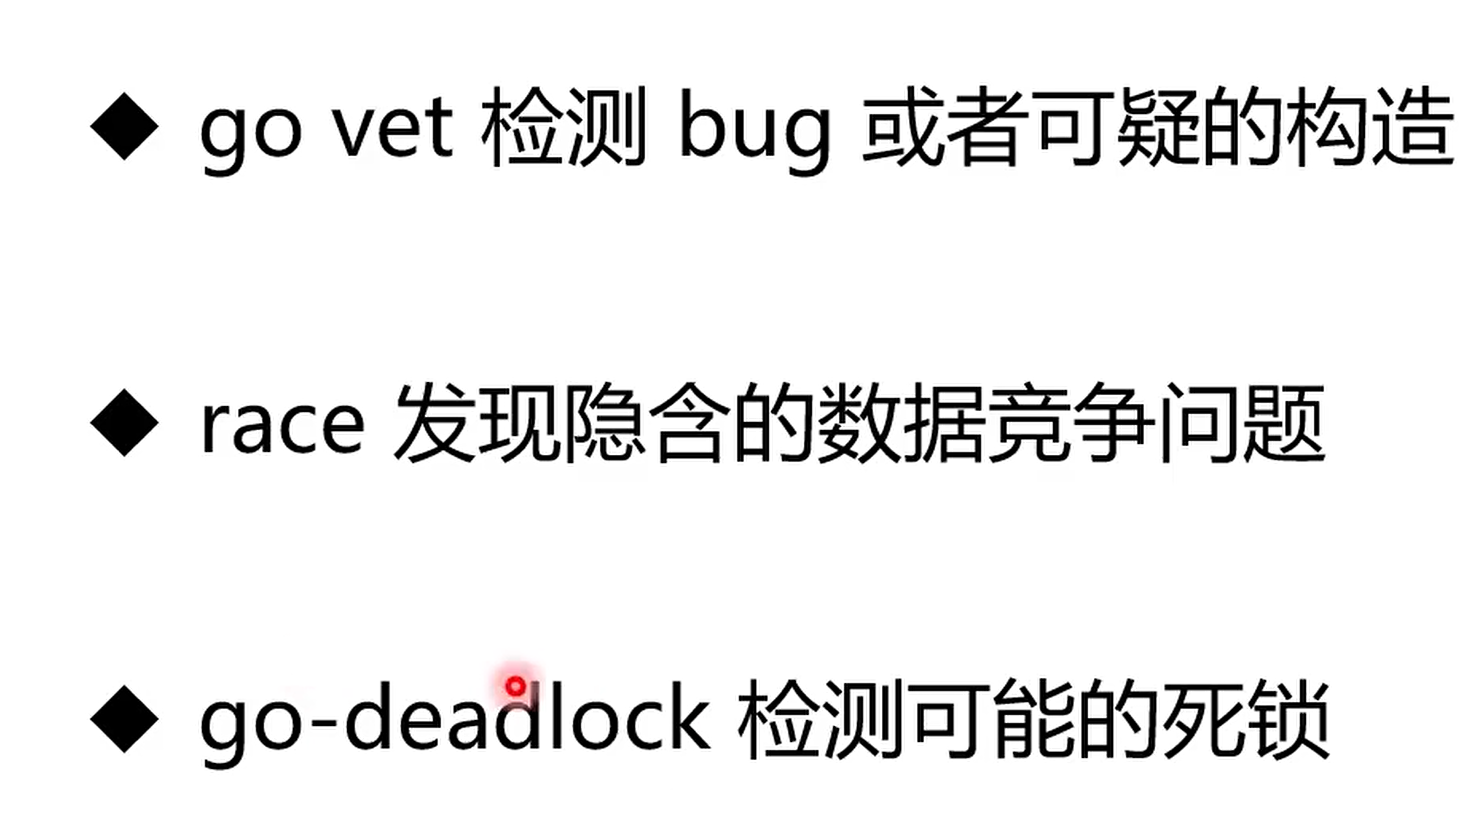 ◆ go vet 检测 bug 或者可疑的构造
◆ race 发现隐含的数据竞争问题
◆ go-deadlock 检测可能的死锁